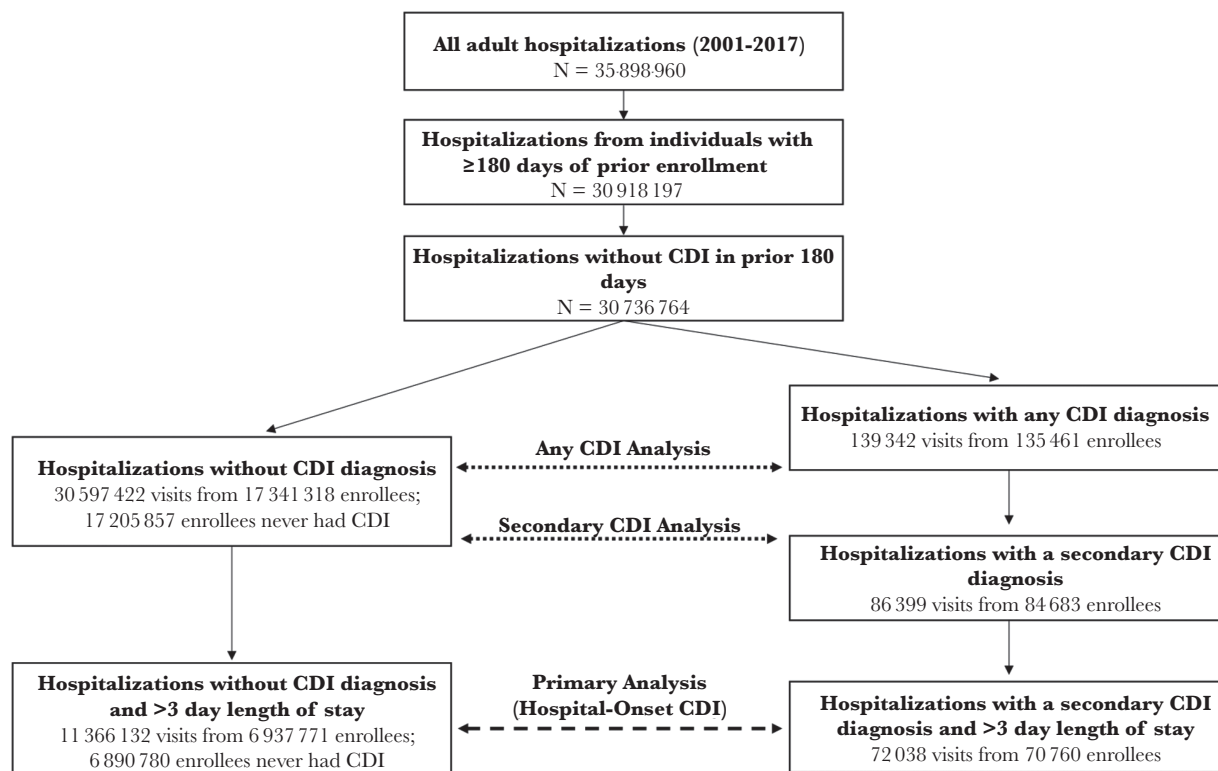 All adult hospitalizations (2001-2017)
N = 35·898·960
Hospitalizations from individuals with
≥180 days of prior enrollment
N = 30 918 197
Hospitalizations without CDI in prior 180
days
N = 30 736 764
Hospitalizations with any CDI diagnosis
139 342 visits from 135 461 enrollees
Any CDI Analysis
Hospitalizations without CDI diagnosis
30 597 422 visits from 17 341 318 enrollees;
17 205 857 enrollees never had CDI
Secondary CDI Analysis
Hospitalizations with a secondary CDI
diagnosis
86 399 visits from 84 683 enrollees
Hospitalizations without CDI diagnosis
and >3 day length of stay
11 366 132 visits from 6 937 771 enrollees;
6 890 780 enrollees never had CDI
Primary Analysis
(Hospital-Onset CDI)
Hospitalizations with a secondary CDI
diagnosis and >3 day length of stay
72 038 visits from 70 760 enrollees